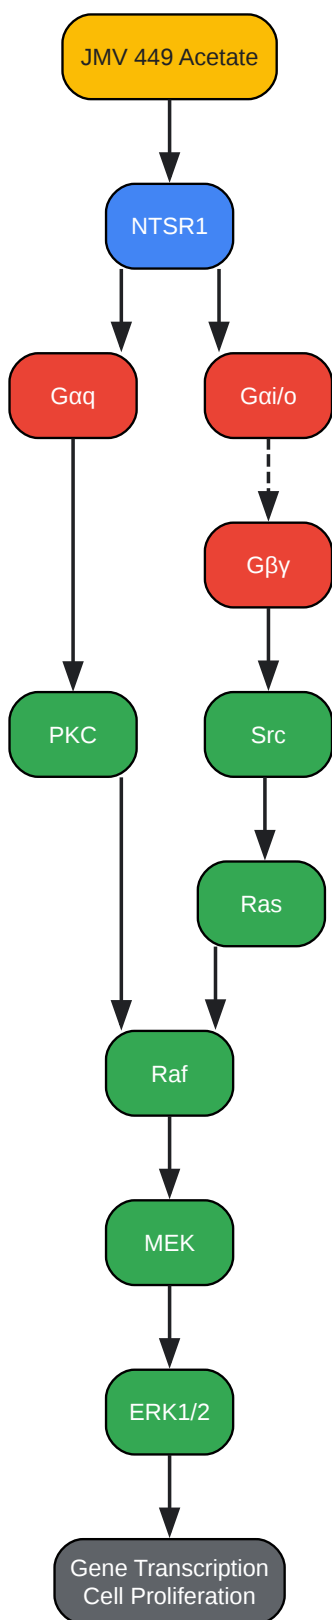 JMV 449 Acetate
NTSR1
Gαq
Gαi/o
Gβγ
PKC
Src
Ras
Raf
MEK
ERK1/2
Gene Transcription
Cell Proliferation